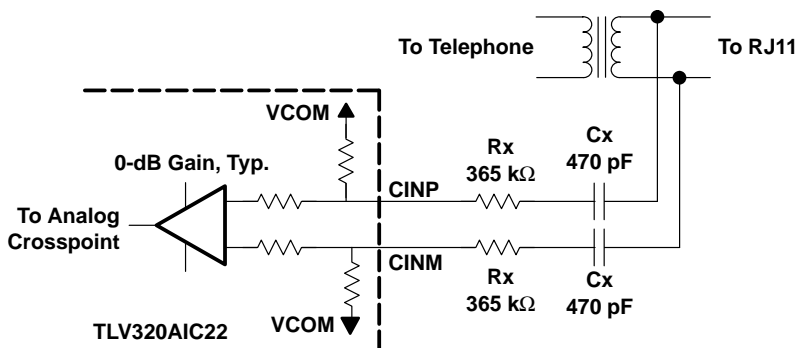 To Telephone
To RJ11
VCOM
0-dB Gain, Typ.
Rx
365 kΩ
Cx
470 pF
CINP
To Analog
Crosspoint
CINM
Rx
365 kΩ
Cx
470 pF
VCOM
TLV320AIC22